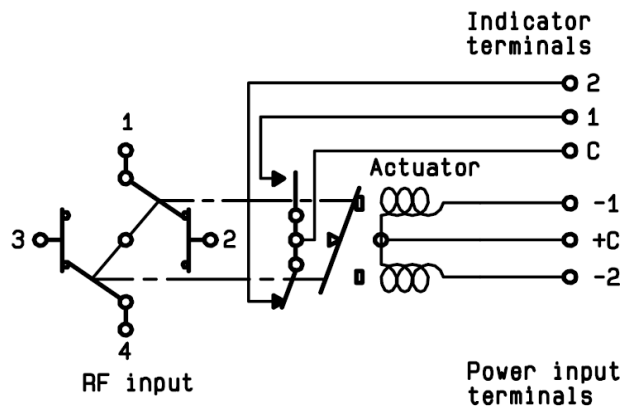 Indicator
terminals
2
1
C
1
Actuator
-1
3
2
+C
-2
4
RF input
Power input
terminals